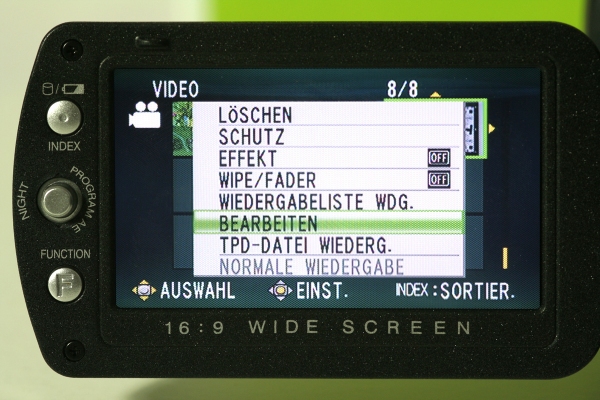 VIDEO 8/8
LÖSCHEN
SCHUTZ
EFFEKT OFF
WIPE/FADER OFF
WIEDERGABELISTE WDG.
BEARBEITEN
TPD-DATEI WIEDERG.
NORMALE WIEDERGABE
AUSWAHL EINST. INDEX:SORTIER.
INDEX
NIGHT PROGRAM AE
FUNCTION
F
16:9 WIDE SCREEN